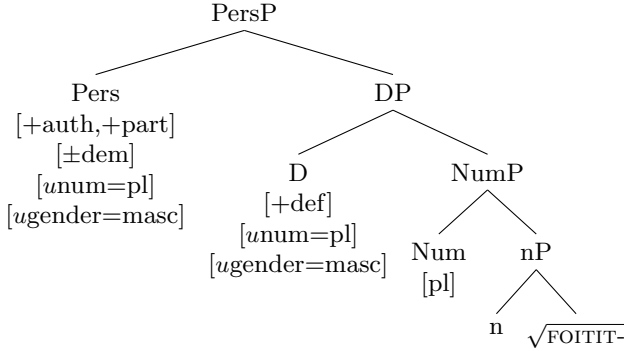 PersP
Pers
[+auth,+part]
[±dem]
[unum=pl]
[ugender=masc]
DP
D
[+def]
[unum=pl]
[ugender=masc]
NumP
Num
[pl]
nP
n
√FOITIT-